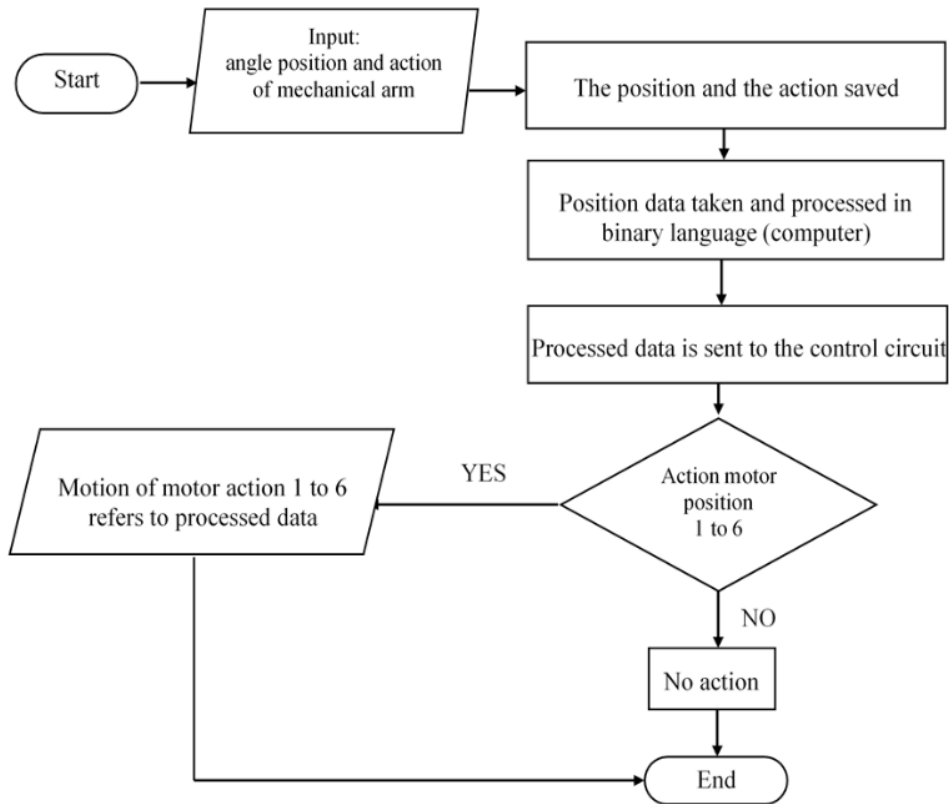 Start
Input:
angle position and action
of mechanical arm
The position and the action saved
Position data taken and processed in
binary language (computer)
Processed data is sent to the control circuit
Action motor
position
1 to 6
YES
Motion of motor action 1 to 6
refers to processed data
NO
No action
End